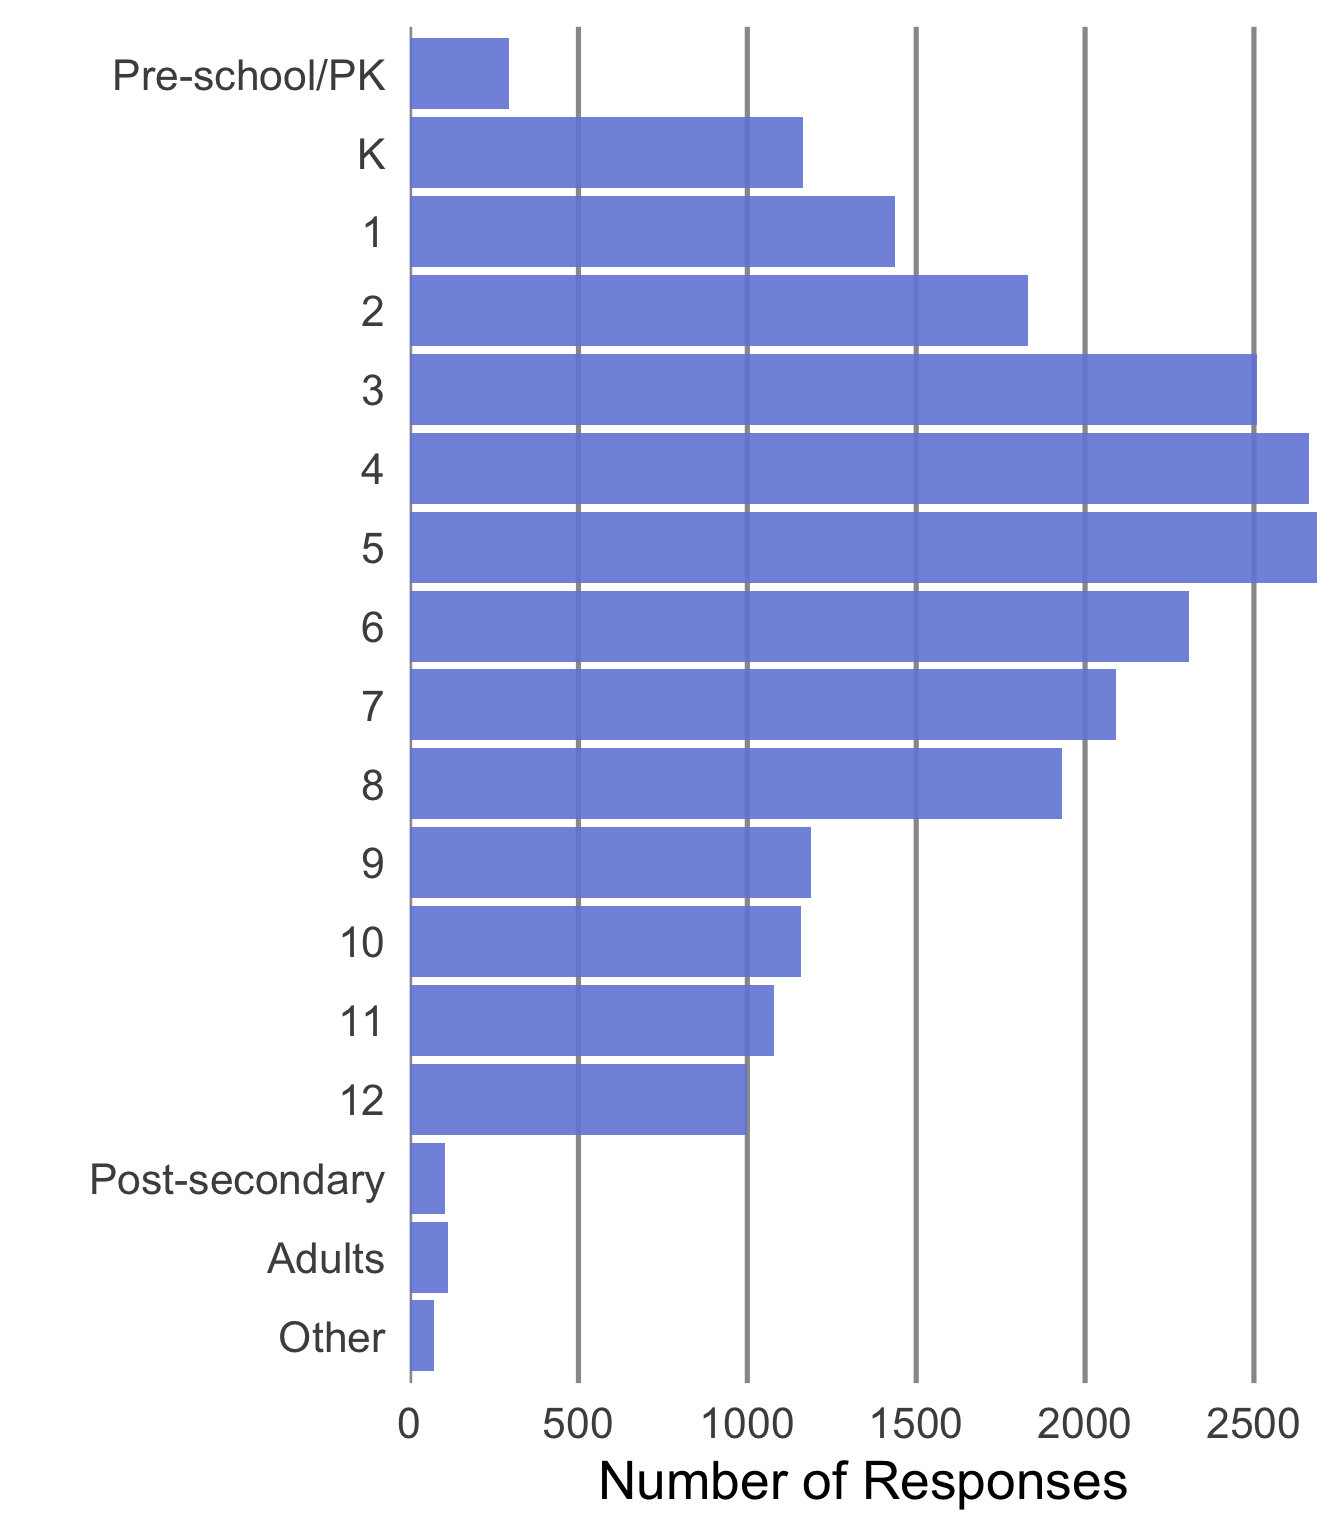 Pre-school/PK
K
1
2
3
4
5
6
7
8
9
10
11
12
Post-secondary
Adults
Other
0 500 1000 1500 2000 2500
Number of Responses